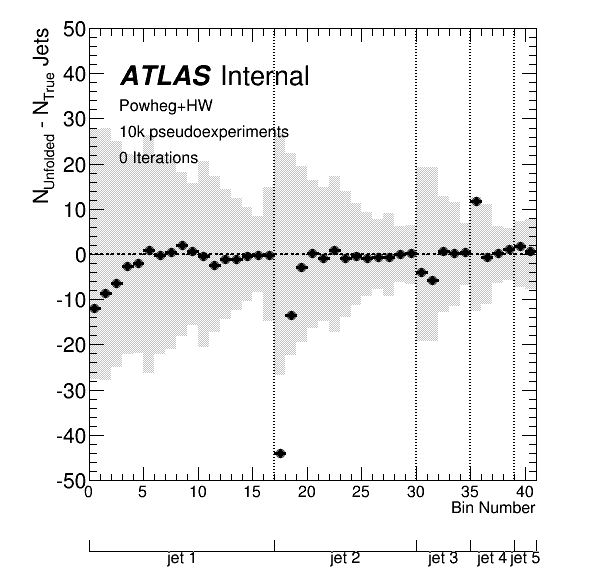 N_Unfolded - N_True Jets
50
40
30
20
10
0
-10
-20
-30
-40
-50
ATLAS Internal
Powheg+HW
10k pseudoexperiments
0 Iterations
0 5 10 15 20 25 30 35 40
Bin Number
jet 1 jet 2 jet 3 jet 4 jet 5